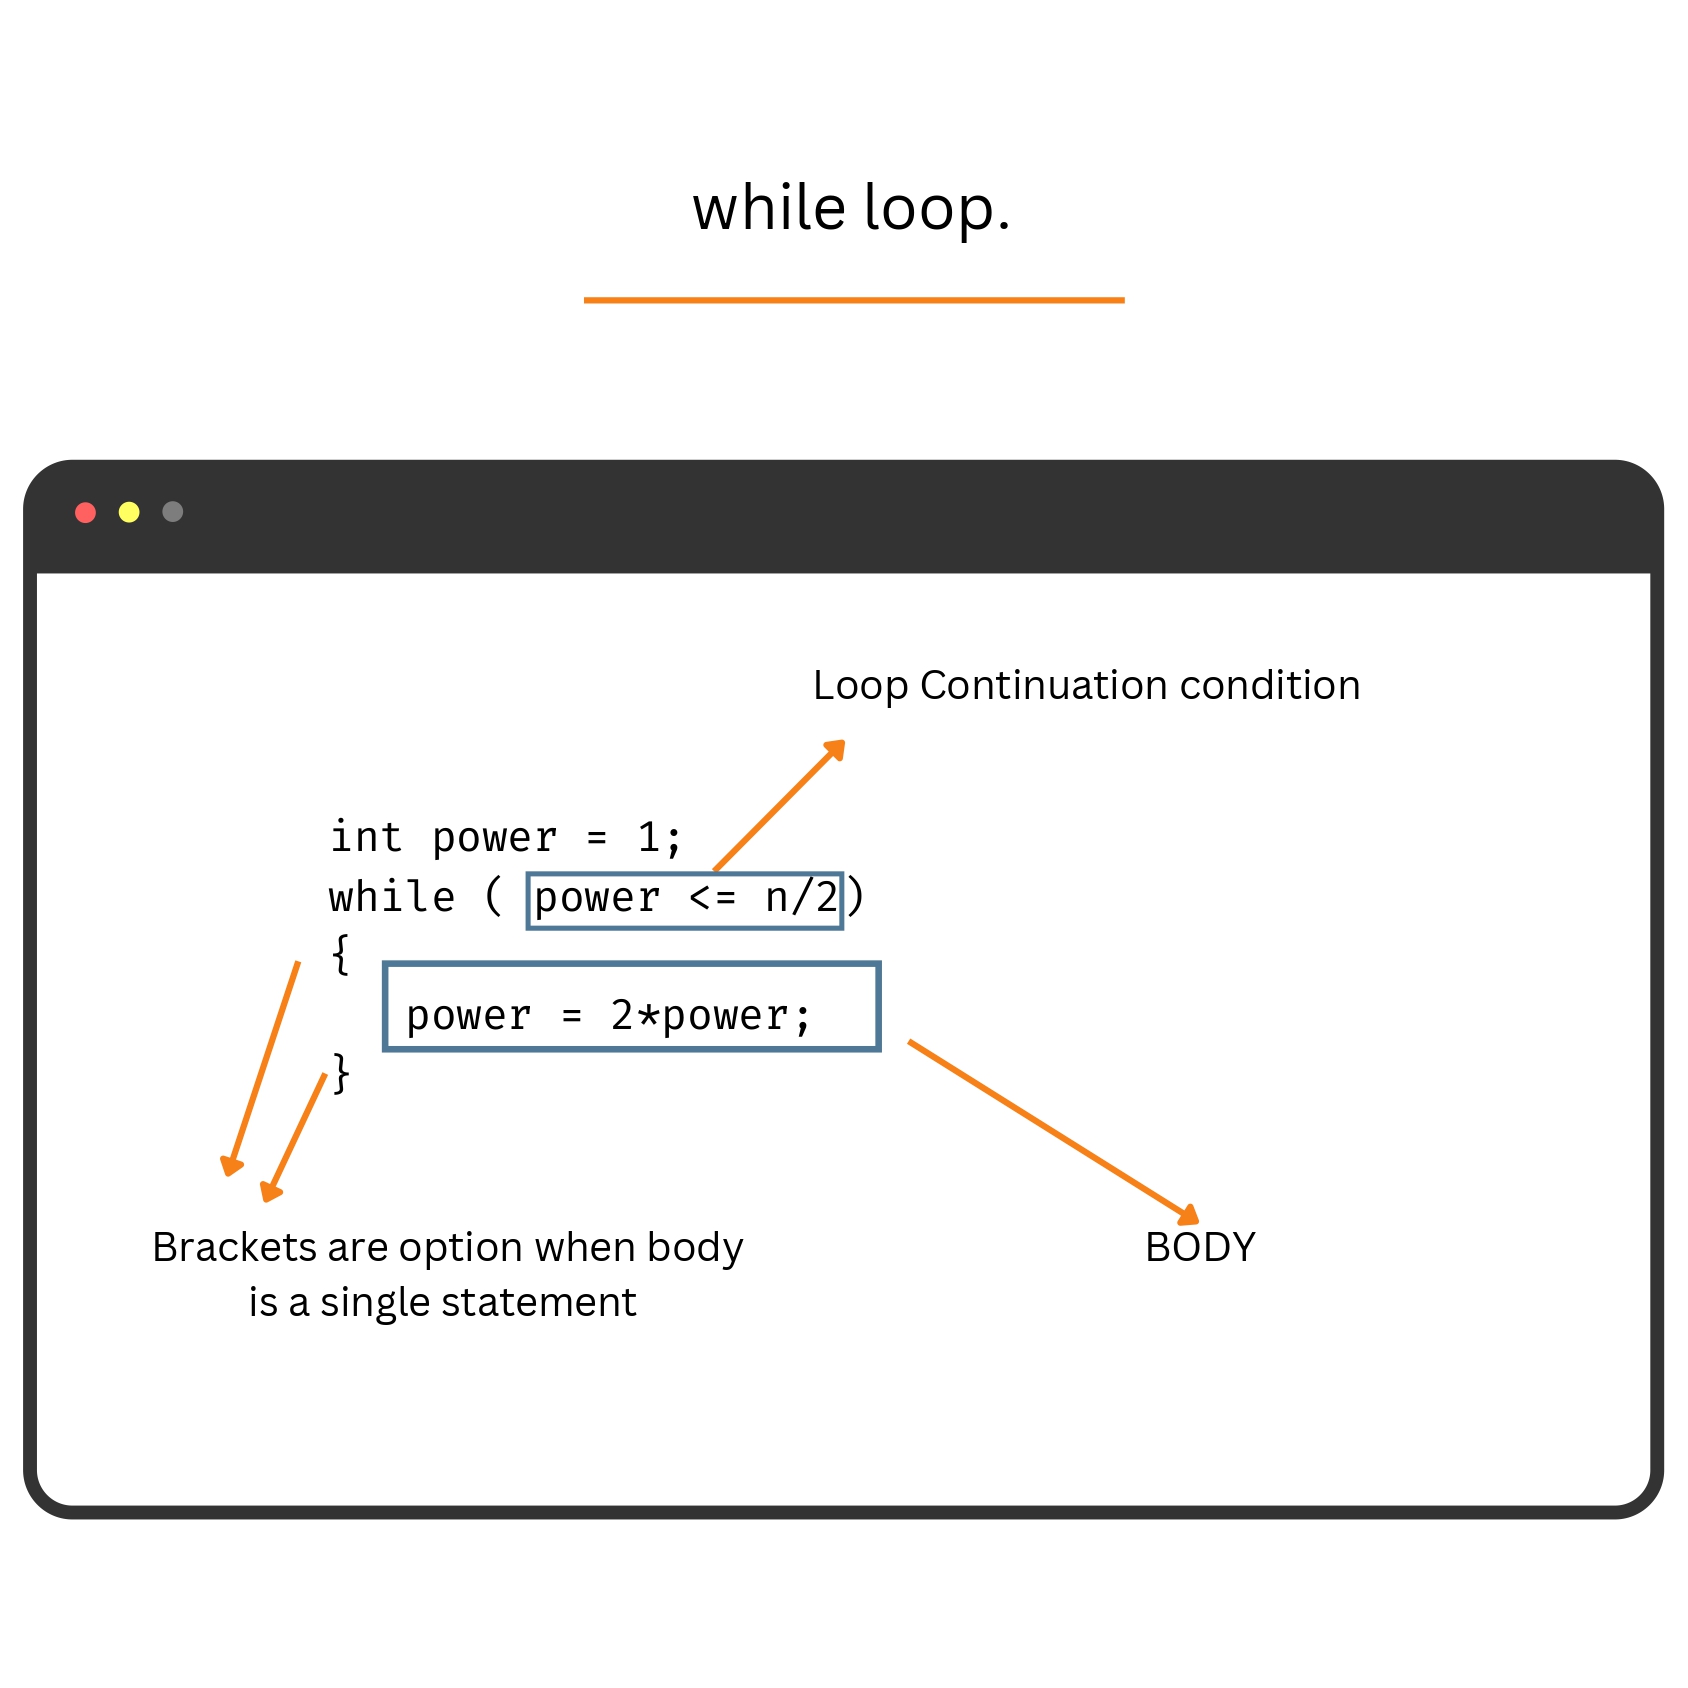 while loop.
Loop Continuation condition
int power = 1;
while ( power <= n/2)
{
power = 2*power;
}
Brackets are option when body
is a single statement
BODY